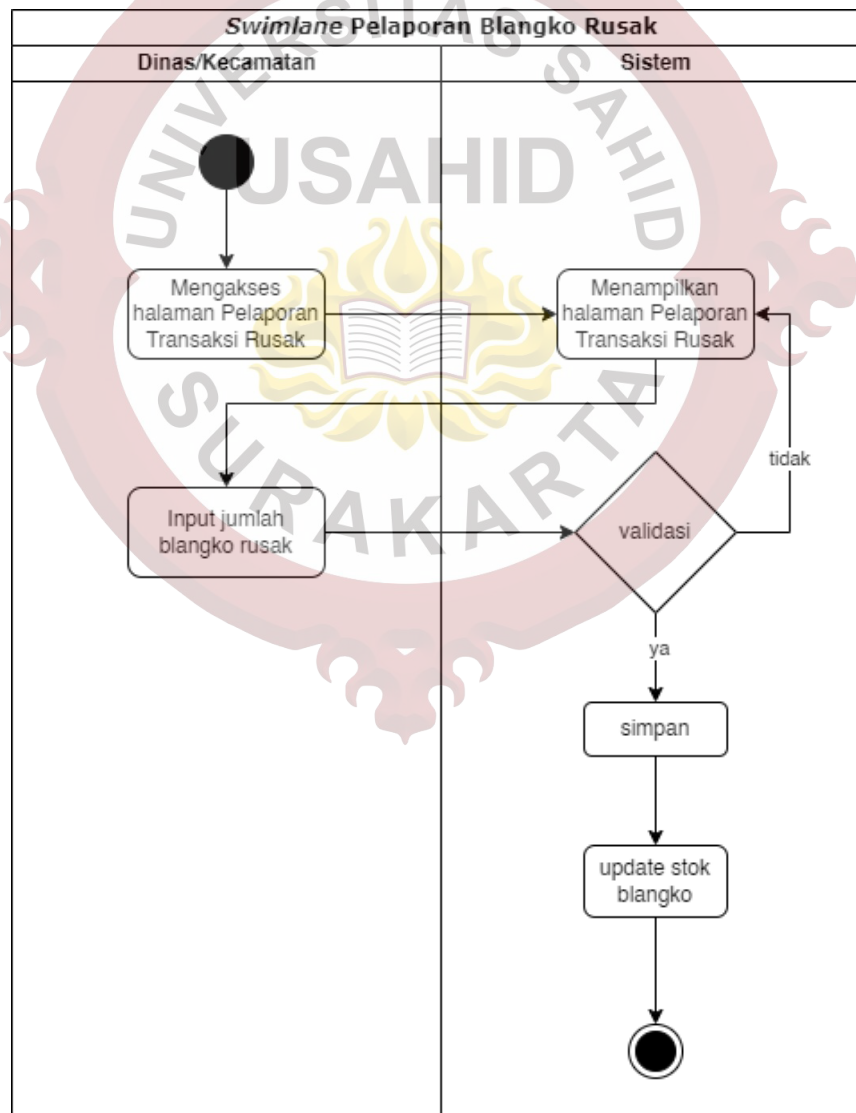 Swimlane Pelaporan Blangko Rusak
Dinas/Kecamatan
Sistem
UNIVERSITAS SAHID
USAHID
SURAKARTA
Mengakses
halaman Pelaporan
Transaksi Rusak
Menampilkan
halaman Pelaporan
Transaksi Rusak
tidak
Input jumlah
blangko rusak
validasi
ya
simpan
update stok
blangko